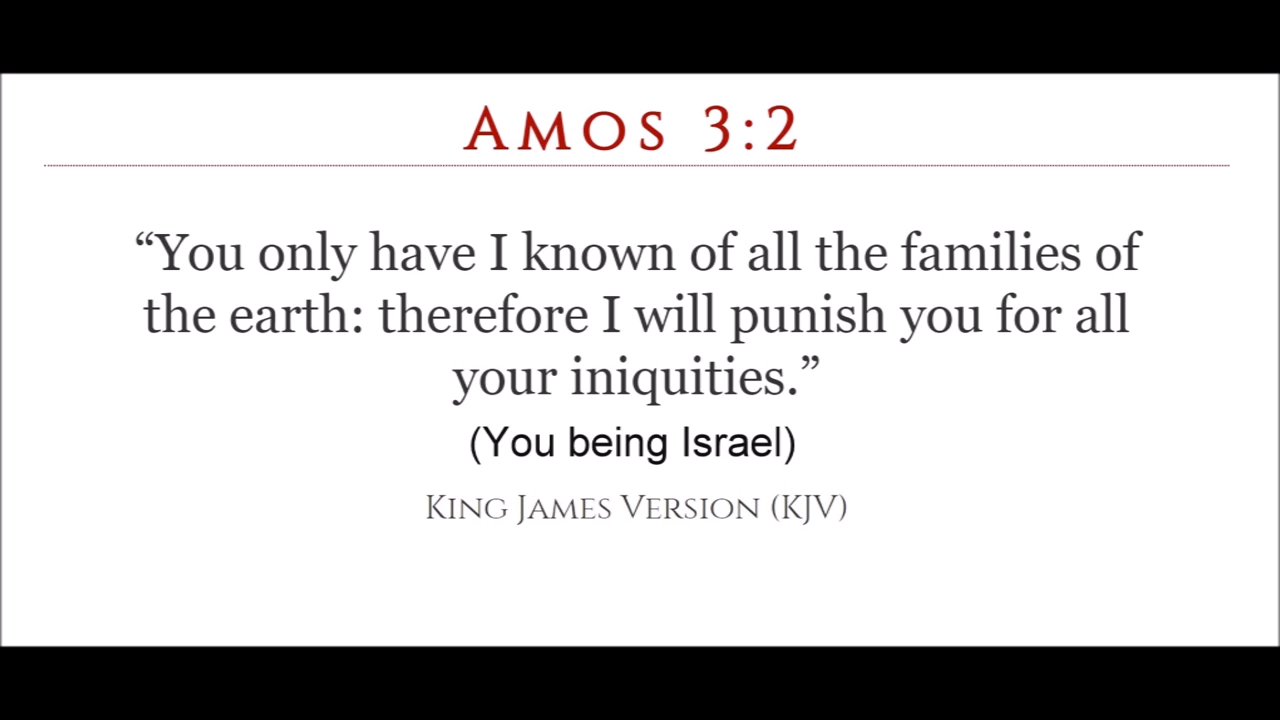 Amos 3:2
“You only have I known of all the families of
the earth: therefore I will punish you for all
your iniquities.”
(You being Israel)
King James Version (KJV)